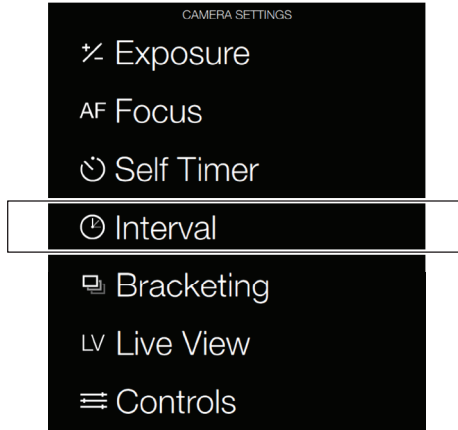 CAMERA SETTINGS
+/- Exposure
AF Focus
Self Timer
Interval
Bracketing
LV Live View
Controls